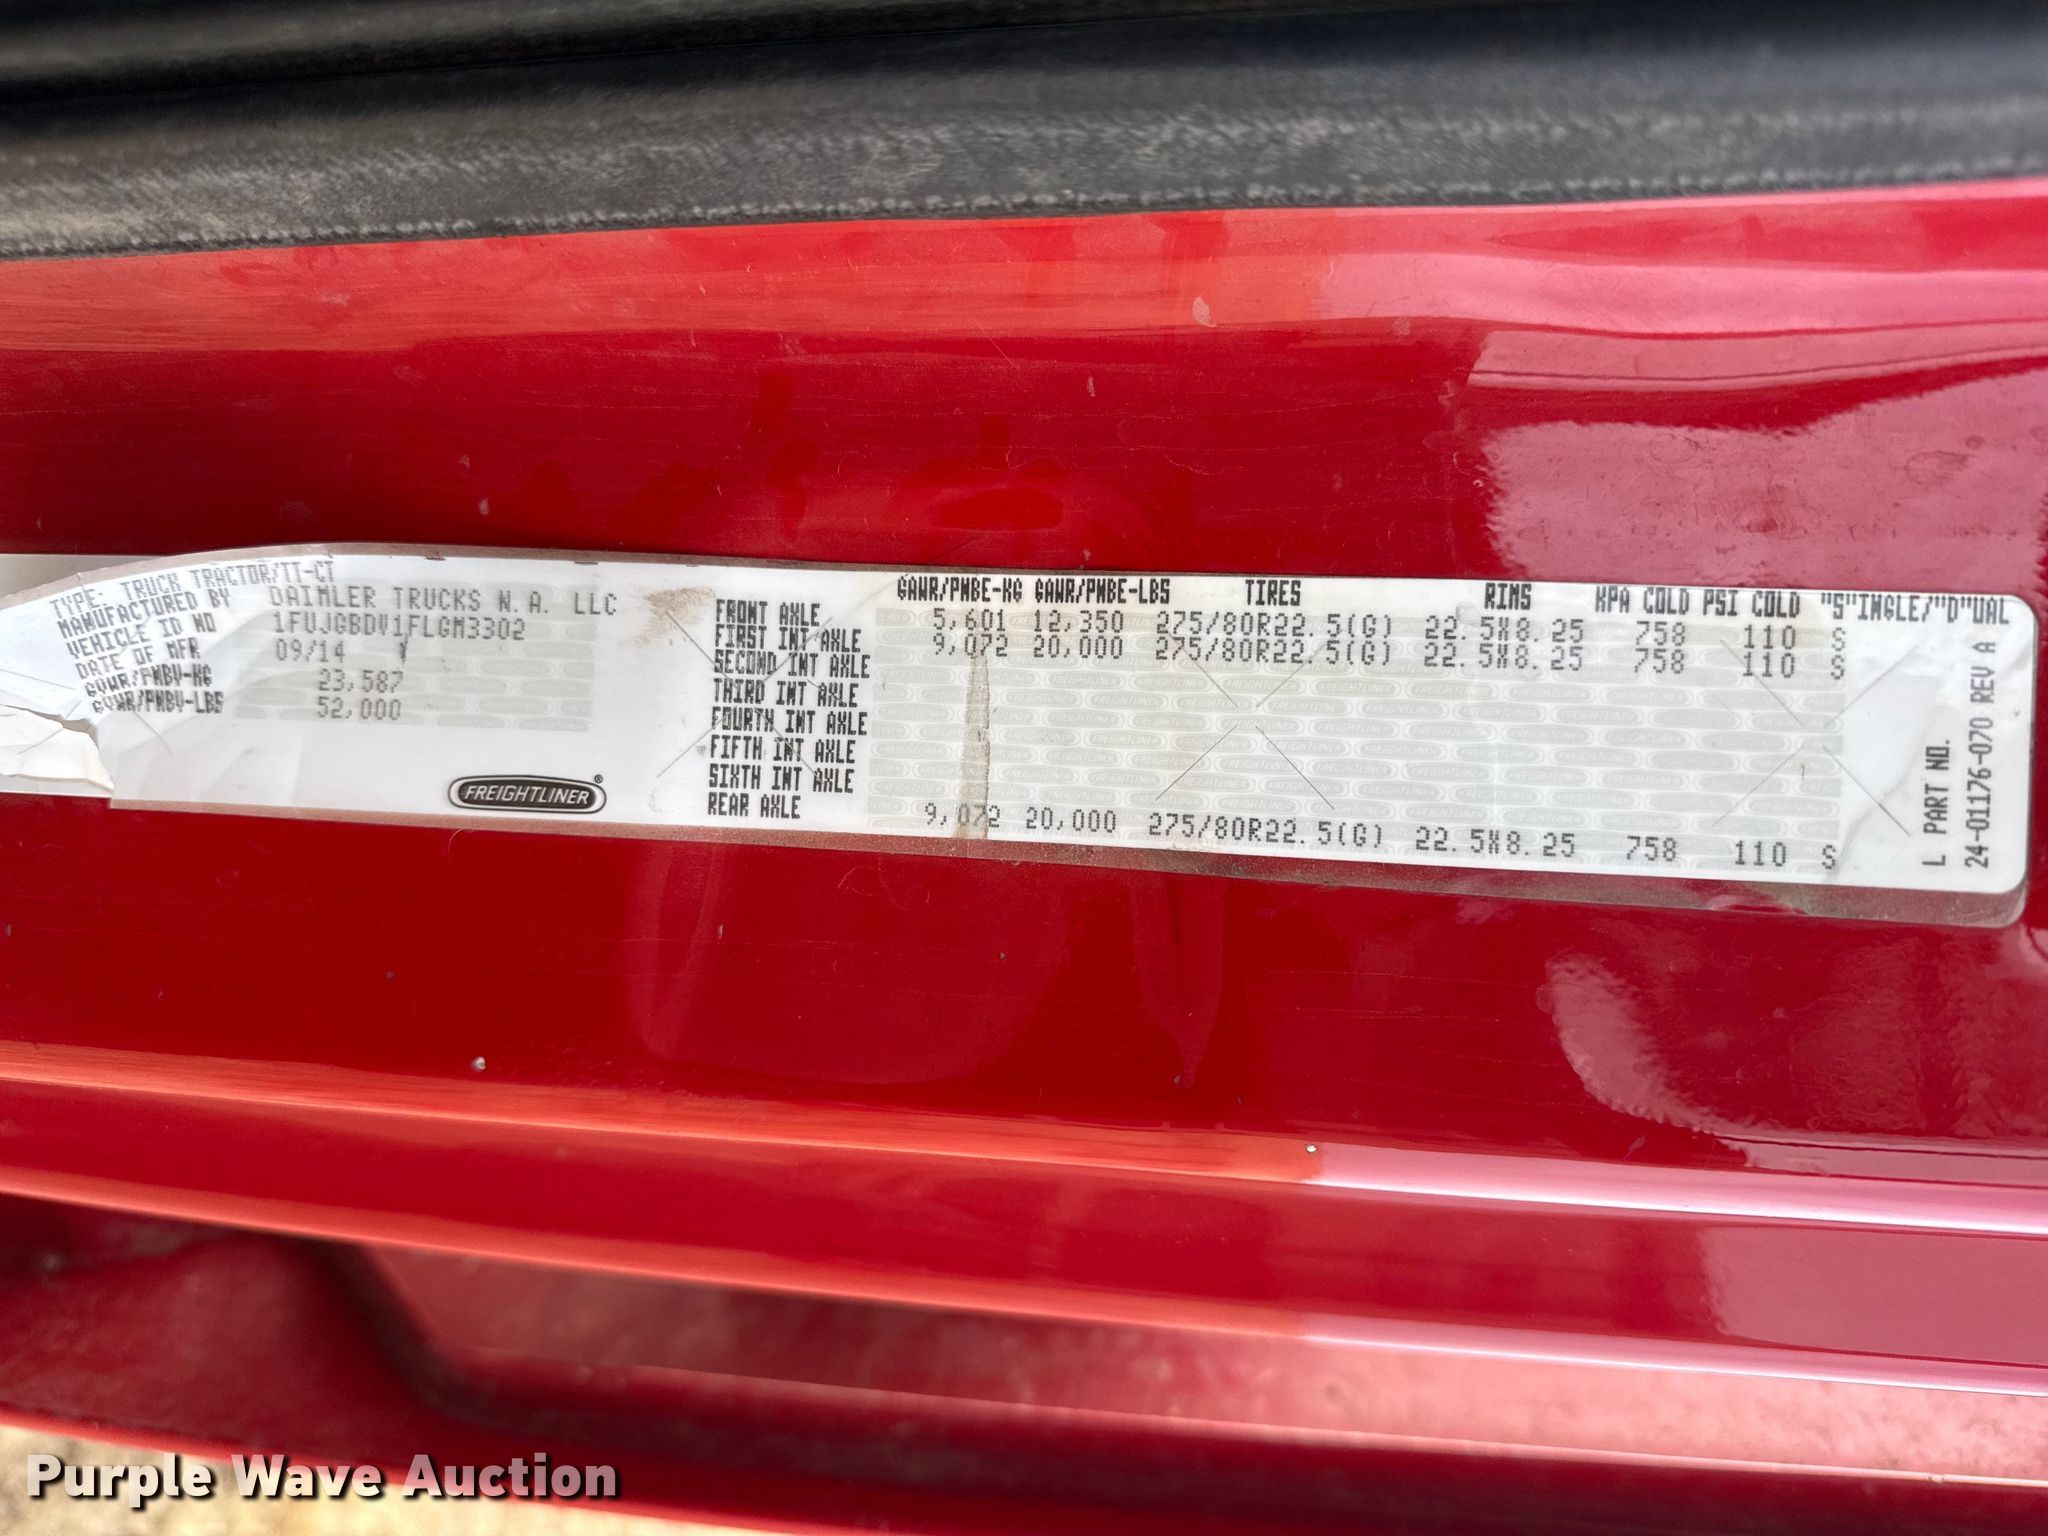 TYPE- TRUCK TRACTOR/TT-CT
MANUFACTURED BY DAIMLER TRUCKS N.A. LLC
VEHICLE ID NO 1FUJGBDV1FLGM3302
DATE OF MFR 09/14
GVWR/PNBV-KG 23,587
GVWR/PNBV-LBS 52,000
FREIGHTLINER®
GAWR/PNBE-KG GAWR/PNBE-LBS TIRES RIMS KPA COLD PSI COLD "S"INGLE/"D"UAL
FRONT AXLE 5,601 12,350 275/80R22.5(G) 22.5X8.25 758 110 S
FIRST INT AXLE 9,072 20,000 275/80R22.5(G) 22.5X8.25 758 110 S
SECOND INT AXLE
THIRD INT AXLE
FOURTH INT AXLE
FIFTH INT AXLE
SIXTH INT AXLE
REAR AXLE 9,072 20,000 275/80R22.5(G) 22.5X8.25 758 110 S
L PART NO.
24-01176-070 REV A
Purple Wave Auction